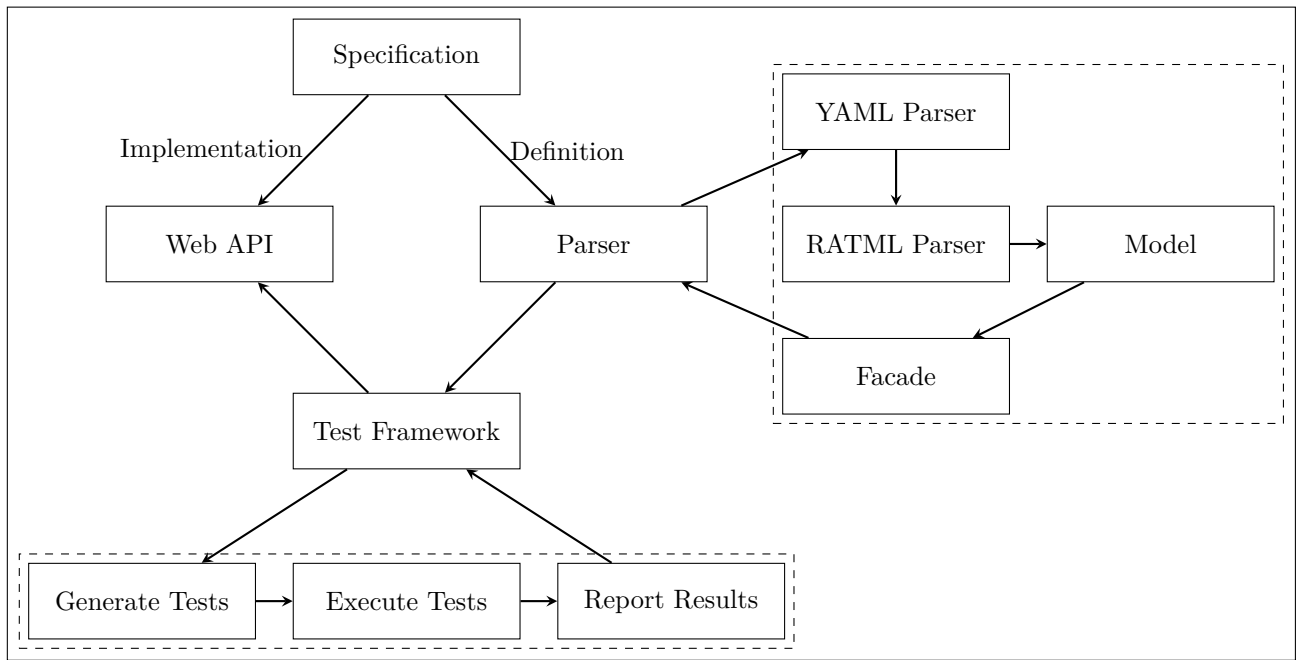 Specification
YAML Parser
Implementation
Definition
Web API
Parser
RATML Parser
Model
Facade
Test Framework
Generate Tests
Execute Tests
Report Results